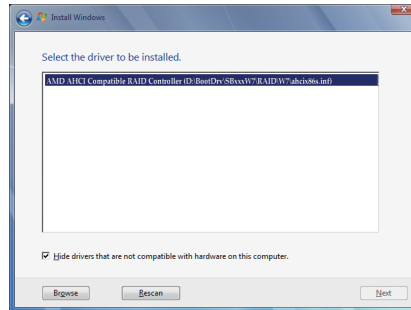 Install Windows
Select the driver to be installed.
AMD AHCI Compatible RAID Controller (D:\BootDrv\SBxxxW7\RAID\W7\ahcix86s.inf)
Hide drivers that are not compatible with hardware on this computer.
Browse Rescan Next